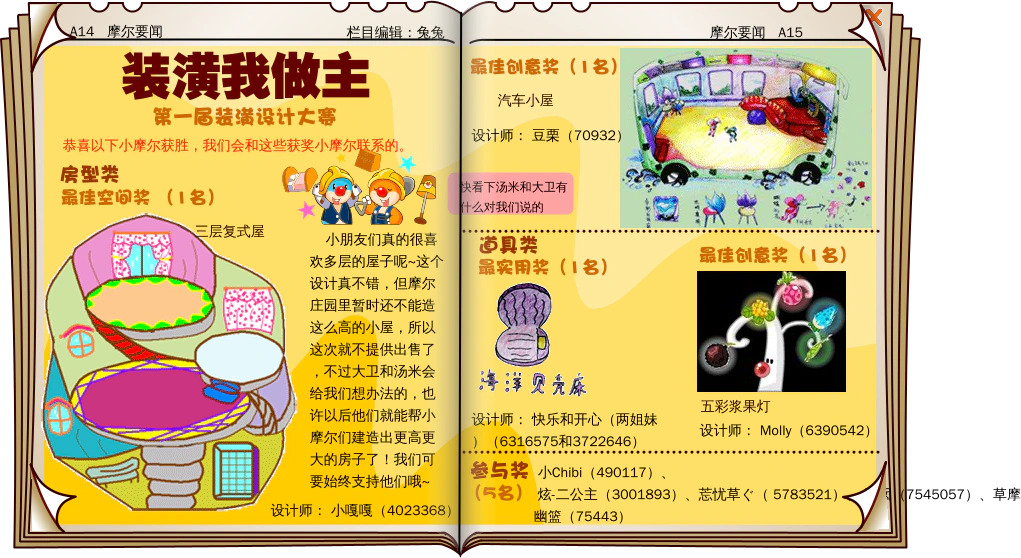 A14 摩尔要闻
栏目编辑：兔兔
装潢我做主
第一届装潢设计大赛
恭喜以下小摩尔获胜，我们会和这些获奖小摩尔联系的。
房型类
最佳空间奖 （1名）
三层复式屋
小朋友们真的很喜
欢多层的屋子呢~这个
设计真不错，但摩尔
庄园里暂时还不能造
这么高的小屋，所以
这次就不提供出售了
，不过大卫和汤米会
给我们想办法的，也
许以后他们就能帮小
摩尔们建造出更高更
大的房子了！我们可
要始终支持他们哦~
设计师： 小嘎嘎（4023368）
摩尔要闻 A15
最佳创意奖（1名）
汽车小屋
设计师： 豆栗（70932）
快看下汤米和大卫有
什么对我们说的
道具类
最实用奖（1名）
海洋贝壳床
设计师： 快乐和开心（两姐妹
）（6316575和3722646）
最佳创意奖（1名）
五彩浆果灯
设计师： Molly（6390542）
参与奖
（5名）
小Chibi（490117）、
炫-二公主（3001893）、莣忧草ぐ（ 5783521）
（7545057）、草摩
幽篮（75443）